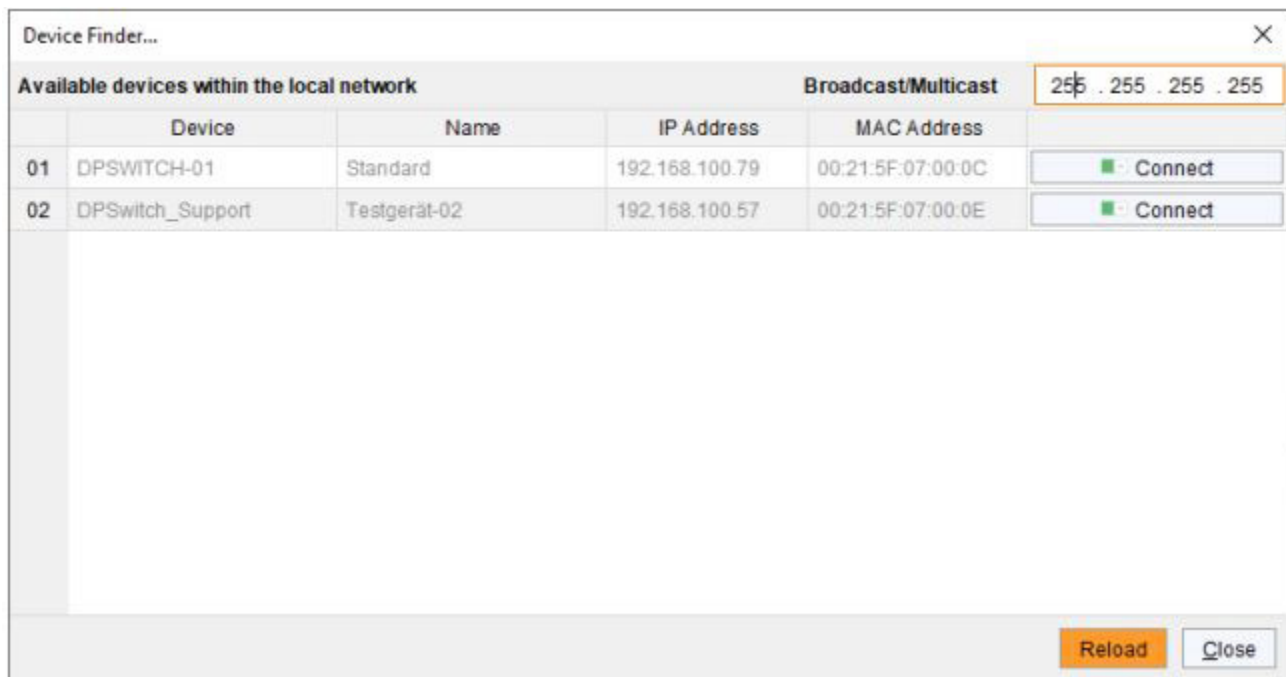 Device Finder...
Available devices within the local network Broadcast/Multicast 255 . 255 . 255 . 255
Device Name IP Address MAC Address
01 DPSWITCH-01 Standard 192.168.100.79 00:21:5F:07:00:0C Connect
02 DPSwitch_Support Testgerät-02 192.168.100.57 00:21:5F:07:00:0E Connect
Reload Close